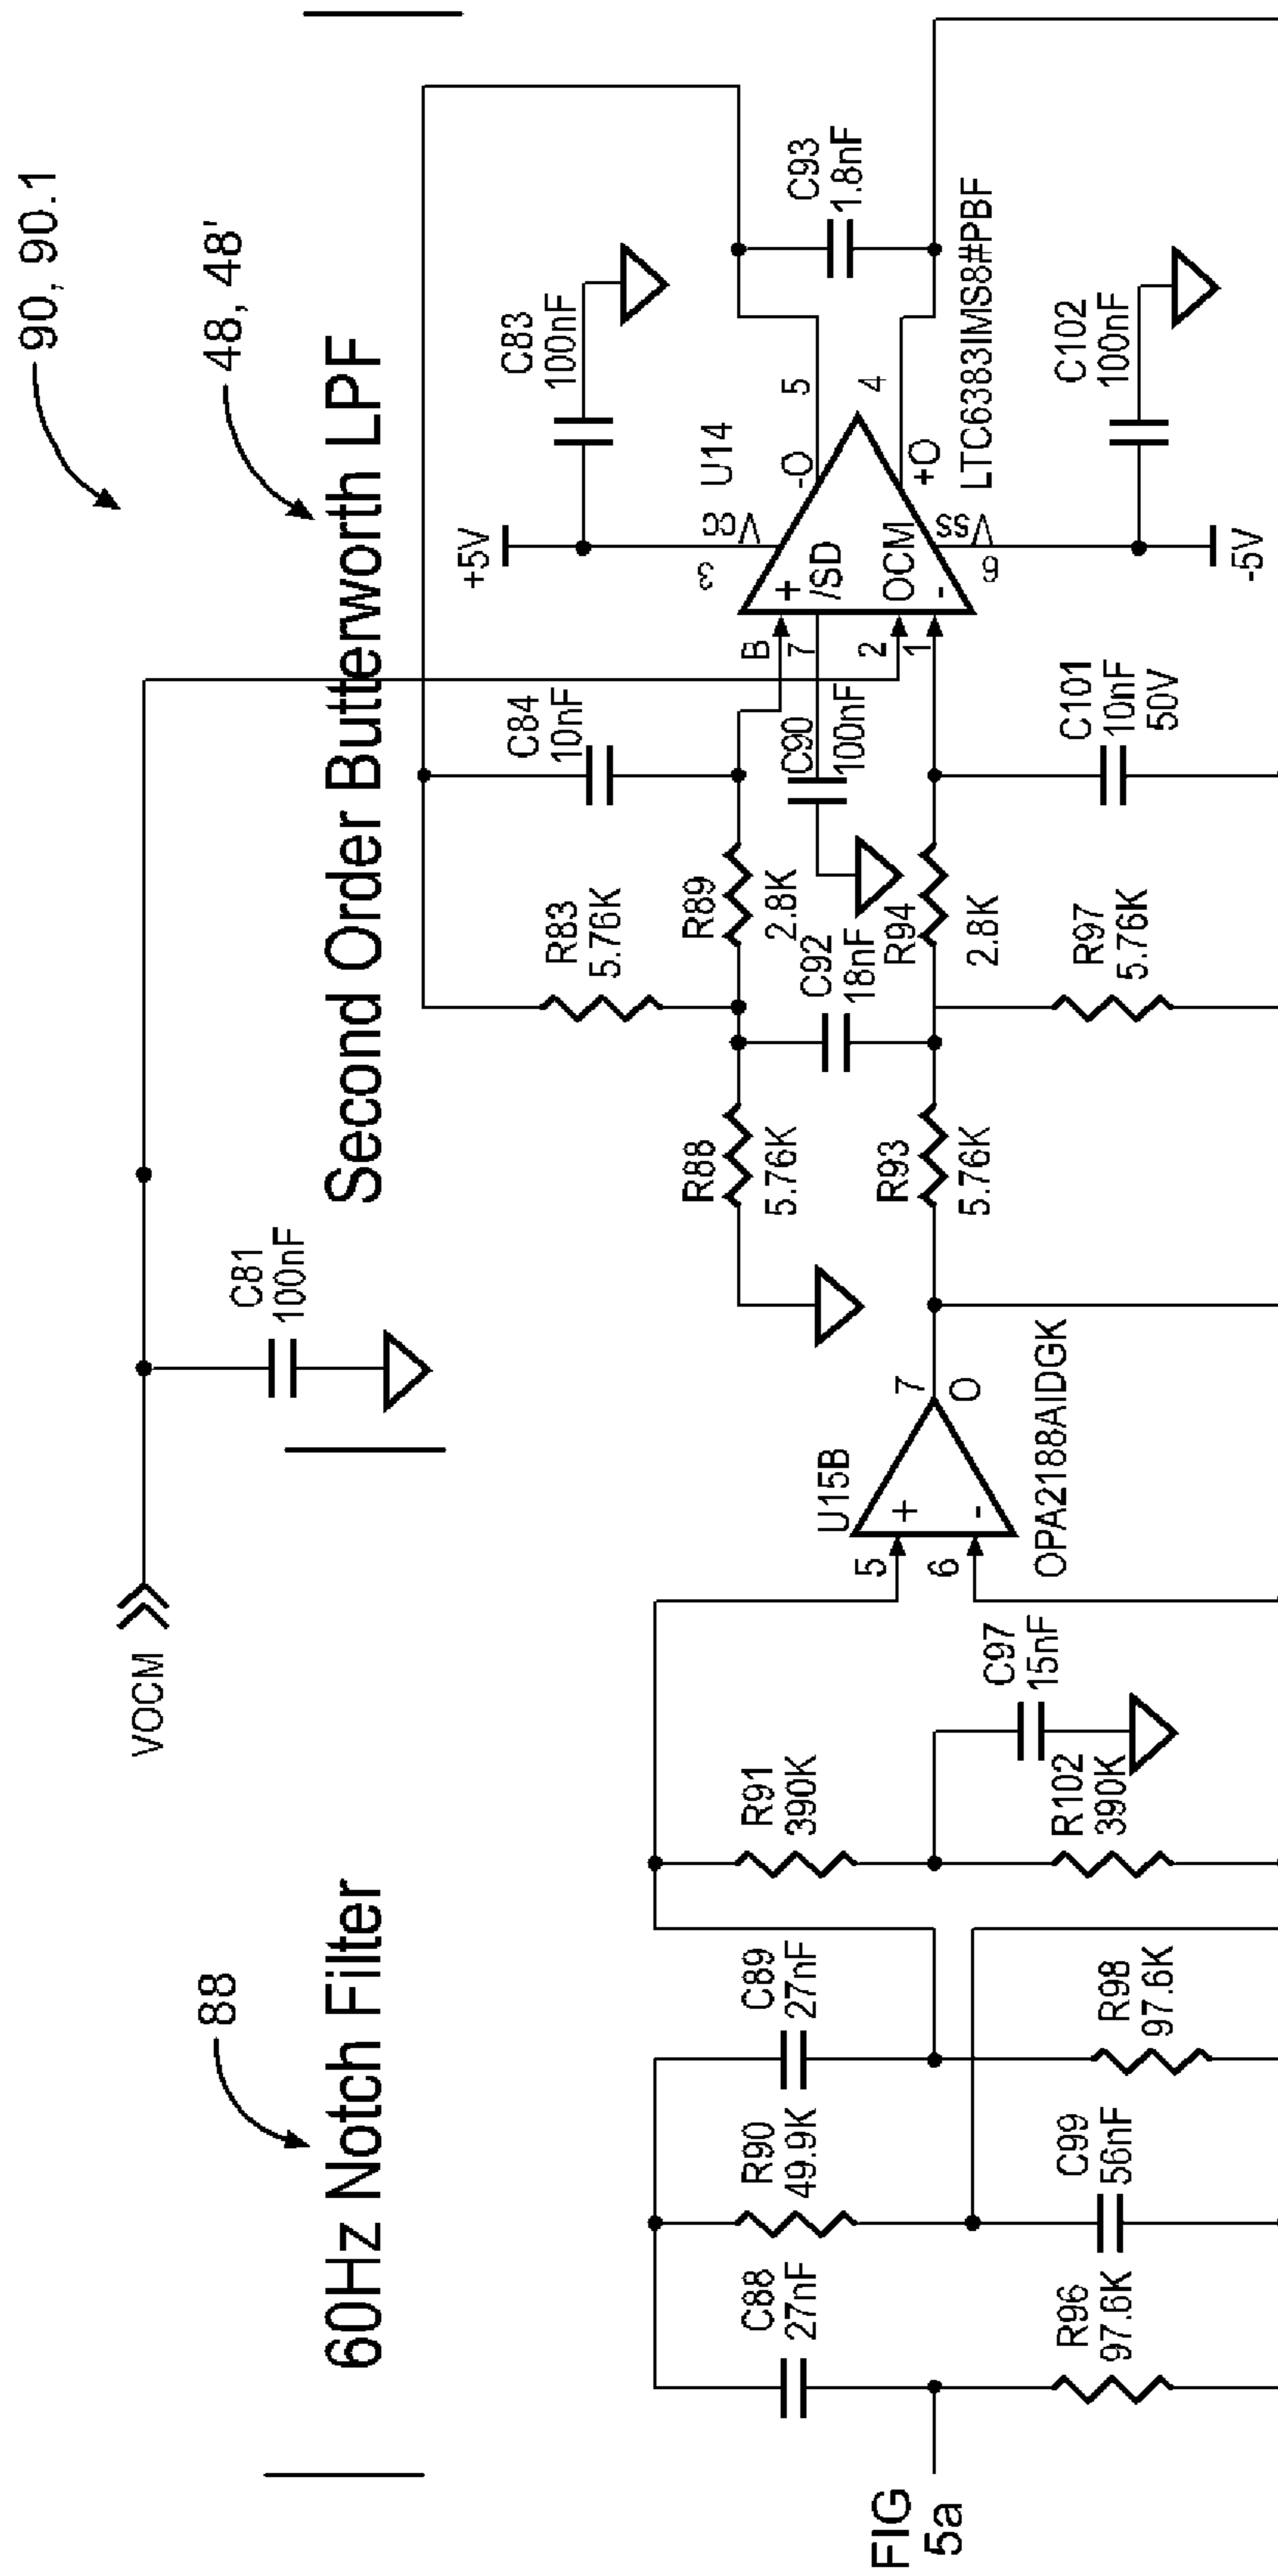 90, 90.1
48, 48'
88
60Hz Notch Filter
Second Order Butterworth LPF
VOCM
C81
100nF
+5V
C83
100nF
3
VCC
U14
-O
5
C93
1.8nF
+
/SD
OCM
-
+O
4
VSS
6
LTC6383IMS8#PBF
-5V
C102
100nF
B
7
2
1
C84
10nF
R83
5.76K
R89
2.8K
C90
100nF
C92
18nF
R94
2.8K
C101
10nF
50V
R97
5.76K
R88
5.76K
R93
5.76K
U15B
5
+
6
-
7
O
OPA2188AIDGK
C97
15nF
R91
390K
R102
390K
C89
27nF
R90
49.9K
C88
27nF
R98
97.6K
C99
56nF
R96
97.6K
FIG
5a